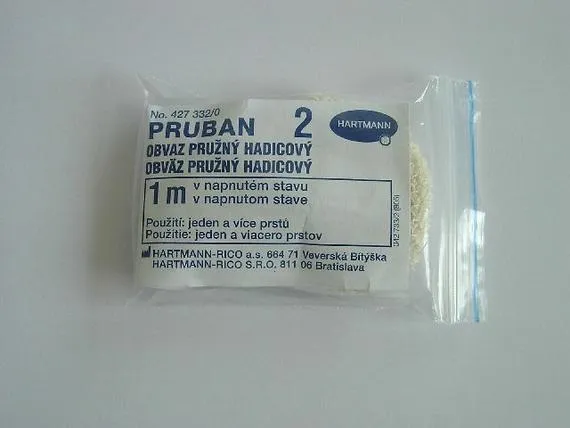 No. 427 332/0
PRUBAN 2
HARTMANN
OBVAZ PRUŽNÝ HADICOVÝ
OBVÄZ PRUŽNÝ HADICOVÝ
1 m v napnutém stavu
v napnutom stave
Použití: jeden a více prstů
Použitie: jeden a viacero prstov
HARTMANN-RICO a.s. 664 71 Veverská Bítýška
HARTMANN-RICO S.R.O. 811 06 Bratislava